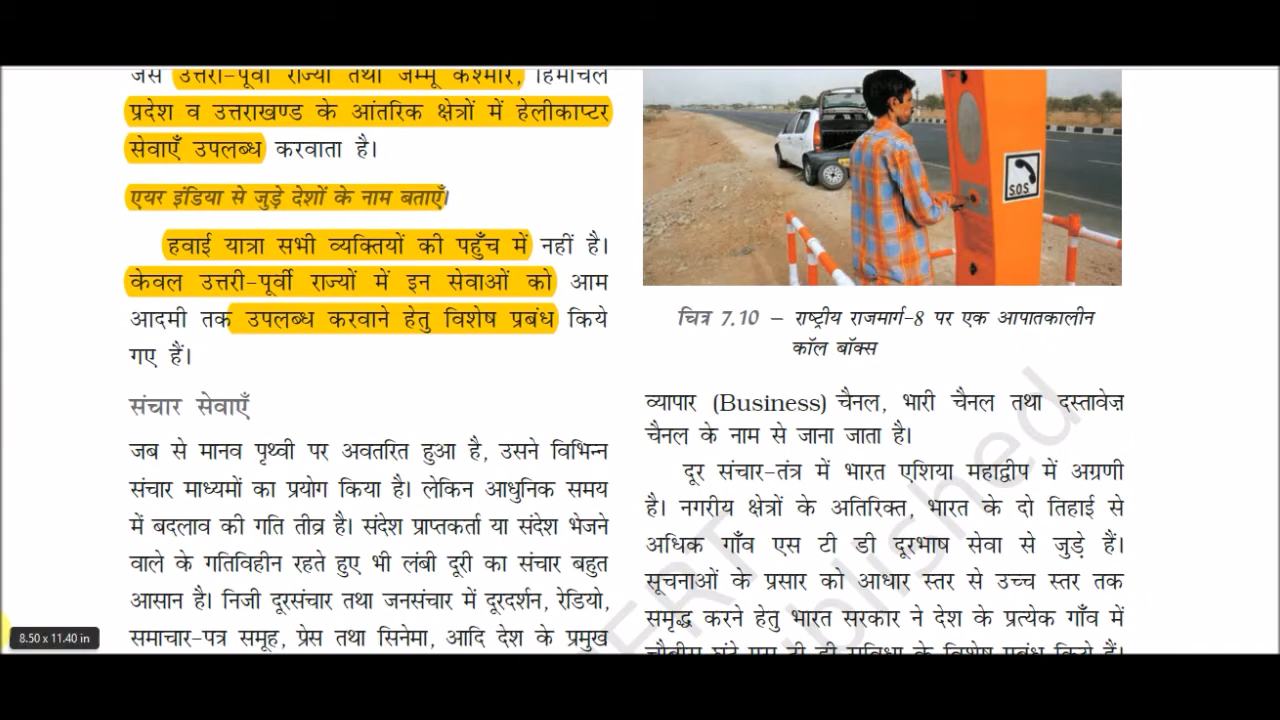 जैसे उत्तरी-पूर्वी राज्यों तथा जम्मू कश्मीर, हिमाचल
प्रदेश व उत्तराखण्ड के आंतरिक क्षेत्रों में हेलीकाप्टर
सेवाएँ उपलब्ध करवाता है।
एयर इंडिया से जुड़े देशों के नाम बताएँ।
हवाई यात्रा सभी व्यक्तियों की पहुँच में नहीं है।
केवल उत्तरी-पूर्वी राज्यों में इन सेवाओं को आम
आदमी तक उपलब्ध करवाने हेतु विशेष प्रबंध किये
गए हैं।
संचार सेवाएँ
जब से मानव पृथ्वी पर अवतरित हुआ है, उसने विभिन्न
संचार माध्यमों का प्रयोग किया है। लेकिन आधुनिक समय
में बदलाव की गति तीव्र है। संदेश प्राप्तकर्ता या संदेश भेजने
वाले के गतिविहीन रहते हुए भी लंबी दूरी का संचार बहुत
आसान है। निजी दूरसंचार तथा जनसंचार में दूरदर्शन, रेडियो,
समाचार-पत्र समूह, प्रेस तथा सिनेमा, आदि देश के प्रमुख
8.50 x 11.40 in
S.O.S
चित्र 7.10 – राष्ट्रीय राजमार्ग-8 पर एक आपातकालीन
कॉल बॉक्स
व्यापार (Business) चैनल, भारी चैनल तथा दस्तावेज़
चैनल के नाम से जाना जाता है।
दूर संचार-तंत्र में भारत एशिया महाद्वीप में अग्रणी
है। नगरीय क्षेत्रों के अतिरिक्त, भारत के दो तिहाई से
अधिक गाँव एस टी डी दूरभाष सेवा से जुड़े हैं।
सूचनाओं के प्रसार को आधार स्तर से उच्च स्तर तक
समृद्ध करने हेतु भारत सरकार ने देश के प्रत्येक गाँव में
चौबीस घंटे एस टी डी सुविधा के विशेष प्रबंध किये हैं।